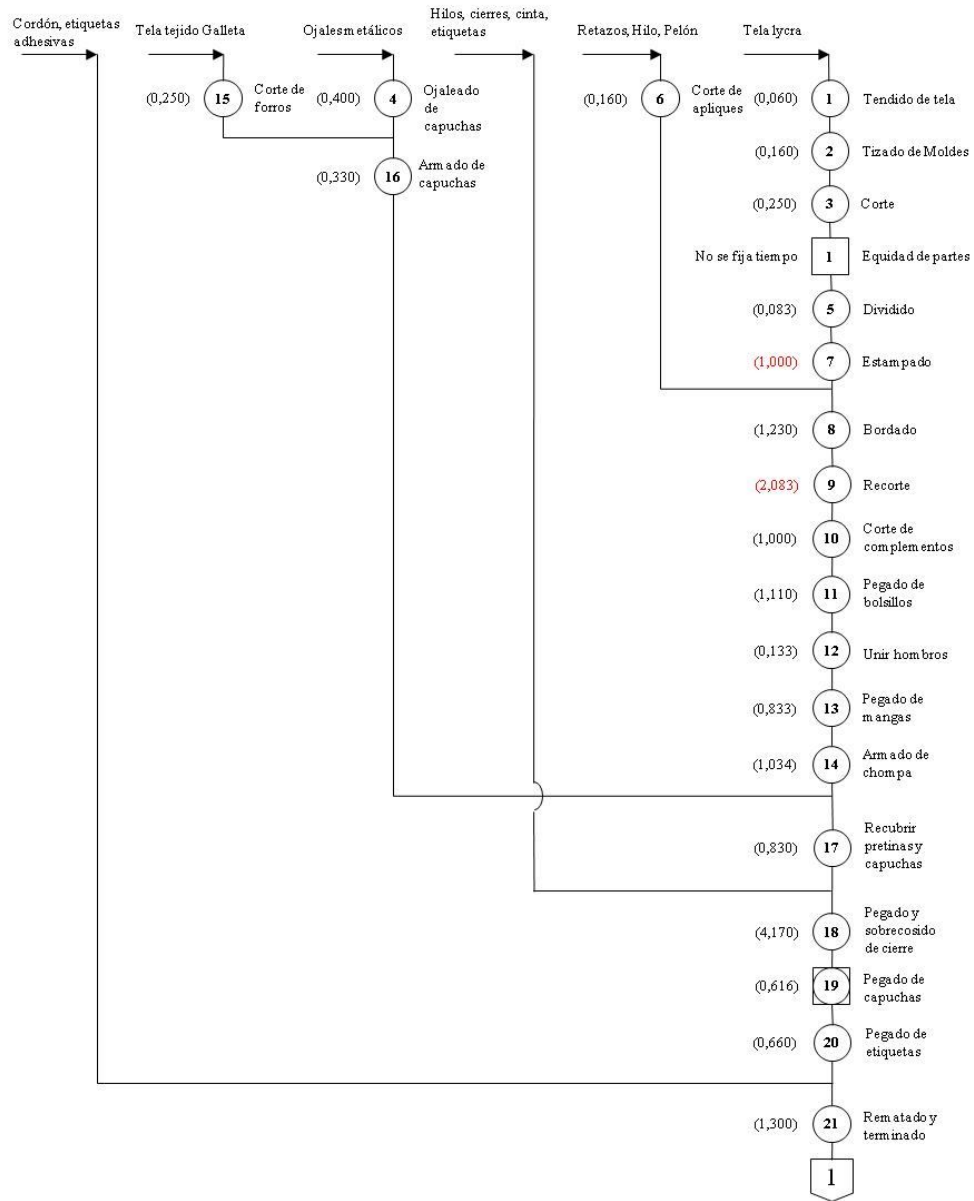 Cordón, etiquetas
adhesivas
Tela tejido Galleta
Ojales metálicos
Hilos, cierres, cinta,
etiquetas
Retazos, Hilo, Pelón
Tela lycra
(0,250) 15 Corte de
forros
(0,400) 4 Ojaleado
de
capuchas
(0,160) 6 Corte de
apliques
(0,060) 1 Tendido de tela
(0,160) 2 Tizado de Moldes
(0,330) 16 Armado de
capuchas
(0,250) 3 Corte
No se fija tiempo 1 Equidad de partes
(0,083) 5 Dividido
(1,000) 7 Estampado
(1,230) 8 Bordado
(2,083) 9 Recorte
(1,000) 10 Corte de
complementos
(1,110) 11 Pegado de
bolsillos
(0,133) 12 Unir hombros
(0,833) 13 Pegado de
mangas
(1,034) 14 Armado de
chompa
(0,830) 17 Recubrir
pretinas y
capuchas
(4,170) 18 Pegado y
sobrecosido
de cierre
(0,616) 19 Pegado de
capuchas
(0,660) 20 Pegado de
etiquetas
(1,300) 21 Rematado y
terminado
1